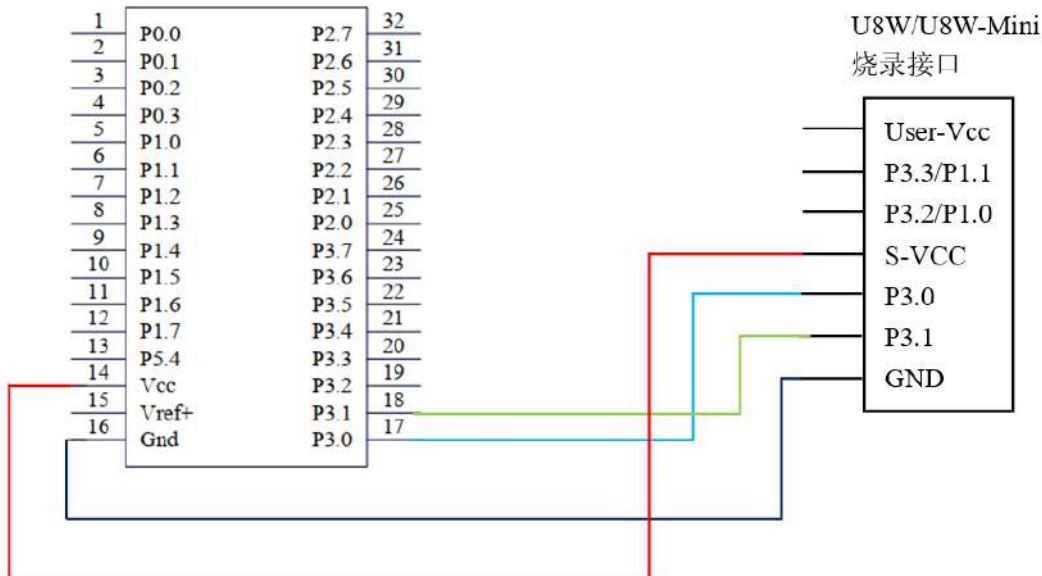 1 P0.0 P2.7 32
2 P0.1 P2.6 31
3 P0.2 P2.5 30
4 P0.3 P2.4 29
5 P1.0 P2.3 28
6 P1.1 P2.2 27
7 P1.2 P2.1 26
8 P1.3 P2.0 25
9 P1.4 P3.7 24
10 P1.5 P3.6 23
11 P1.6 P3.5 22
12 P1.7 P3.4 21
13 P5.4 P3.3 20
14 Vcc P3.2 19
15 Vref+ P3.1 18
16 Gnd P3.0 17
U8W/U8W-Mini
烧录接口
User-Vcc
P3.3/P1.1
P3.2/P1.0
S-VCC
P3.0
P3.1
GND